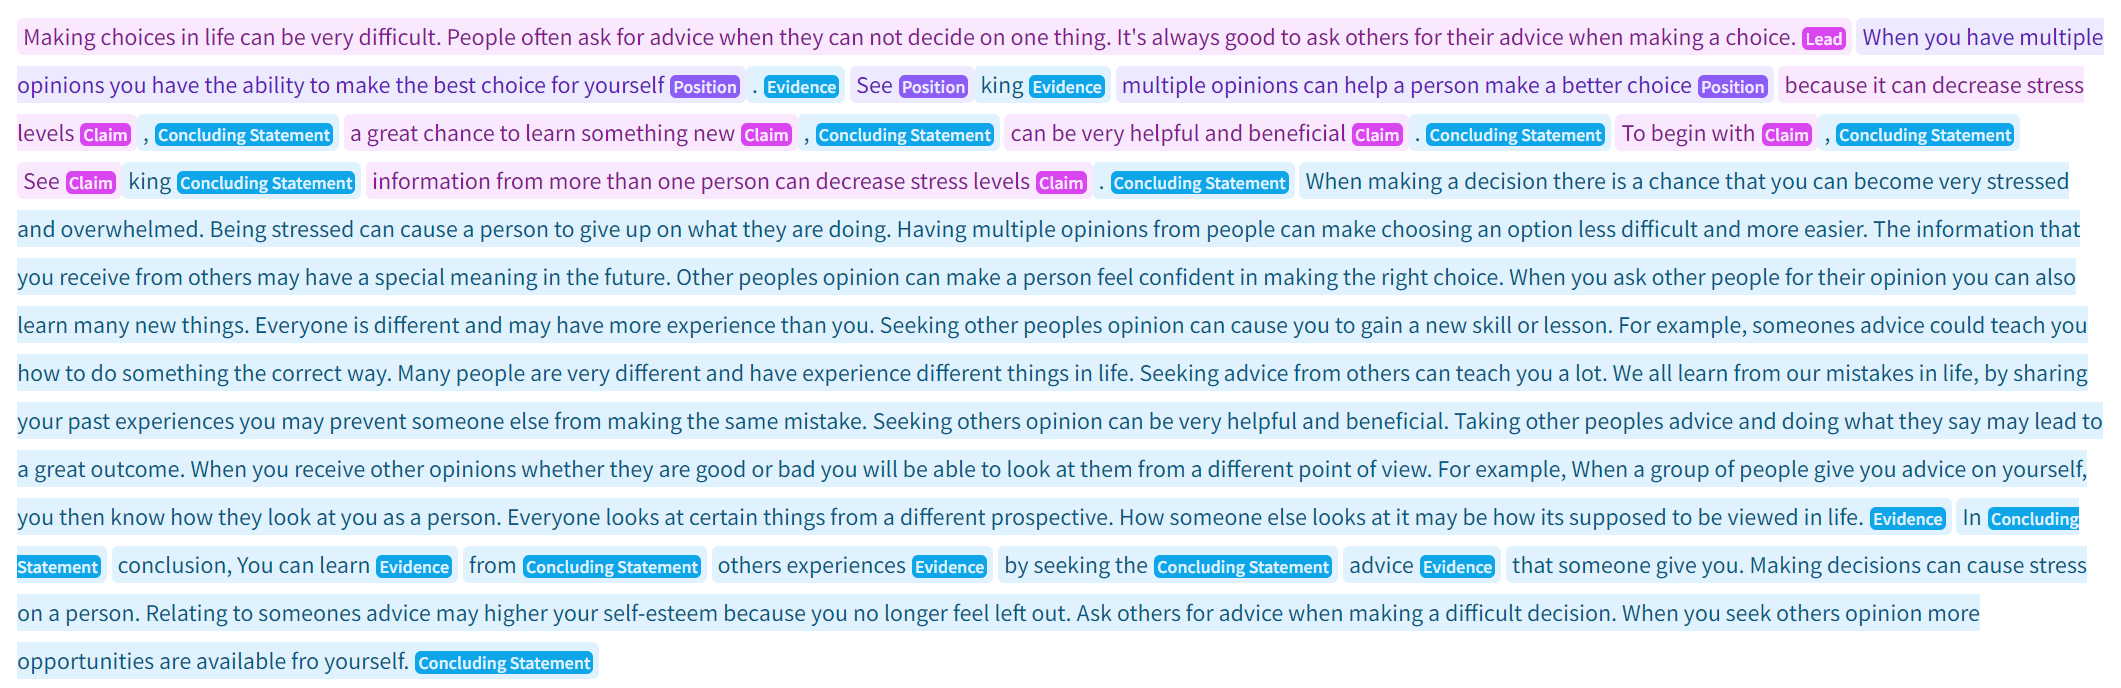 Making choices in life can be very difficult. People often ask for advice when they can not decide on one thing. It's always good to ask others for their advice when making a choice. Lead When you have multiple
opinions you have the ability to make the best choice for yourself Position . Evidence See Position king Evidence multiple opinions can help a person make a better choice Position because it can decrease stress
levels Claim , Concluding Statement a great chance to learn something new Claim , Concluding Statement can be very helpful and beneficial Claim . Concluding Statement To begin with Claim , Concluding Statement
See Claim king Concluding Statement information from more than one person can decrease stress levels Claim . Concluding Statement When making a decision there is a chance that you can become very stressed
and overwhelmed. Being stressed can cause a person to give up on what they are doing. Having multiple opinions from people can make choosing an option less difficult and more easier. The information that
you receive from others may have a special meaning in the future. Other peoples opinion can make a person feel confident in making the right choice. When you ask other people for their opinion you can also
learn many new things. Everyone is different and may have more experience than you. Seeking other peoples opinion can cause you to gain a new skill or lesson. For example, someones advice could teach you
how to do something the correct way. Many people are very different and have experience different things in life. Seeking advice from others can teach you a lot. We all learn from our mistakes in life, by sharing
your past experiences you may prevent someone else from making the same mistake. Seeking others opinion can be very helpful and beneficial. Taking other peoples advice and doing what they say may lead to
a great outcome. When you receive other opinions whether they are good or bad you will be able to look at them from a different point of view. For example, When a group of people give you advice on yourself,
you then know how they look at you as a person. Everyone looks at certain things from a different prospective. How someone else looks at it may be how its supposed to be viewed in life. Evidence In Concluding
Statement conclusion, You can learn Evidence from Concluding Statement others experiences Evidence by seeking the Concluding Statement advice Evidence that someone give you. Making decisions can cause stress
on a person. Relating to someones advice may higher your self-esteem because you no longer feel left out. Ask others for advice when making a difficult decision. When you seek others opinion more
opportunities are available fro yourself. Concluding Statement